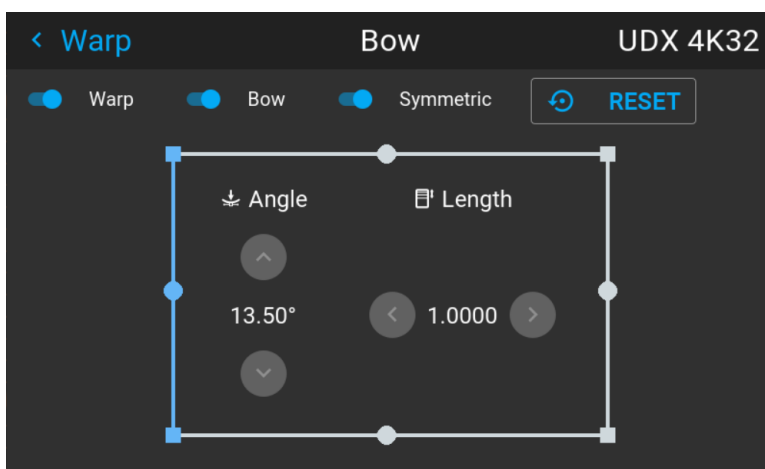 Warp Bow UDX 4K32
Warp Bow Symmetric RESET
Angle Length
13.50° 1.0000